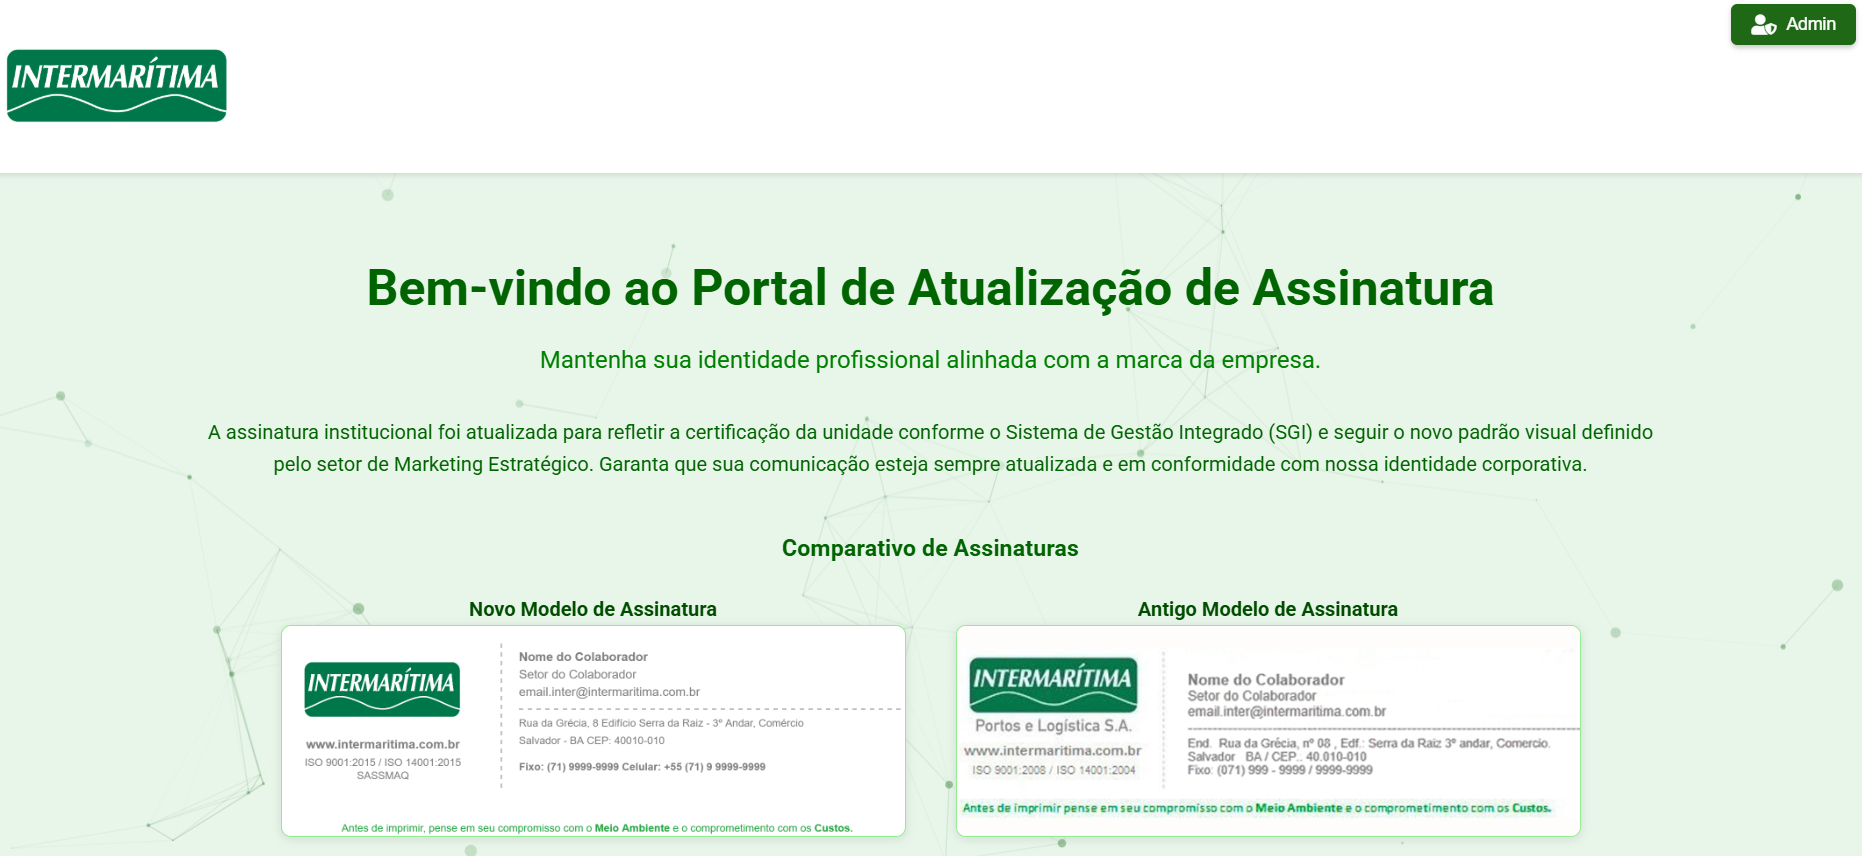 Admin
INTERMARÍTIMA
Bem-vindo ao Portal de Atualização de Assinatura
Mantenha sua identidade profissional alinhada com a marca da empresa.
A assinatura institucional foi atualizada para refletir a certificação da unidade conforme o Sistema de Gestão Integrado (SGI) e seguir o novo padrão visual definido
pelo setor de Marketing Estratégico. Garanta que sua comunicação esteja sempre atualizada e em conformidade com nossa identidade corporativa.
Comparativo de Assinaturas
Novo Modelo de Assinatura
INTERMARÍTIMA
www.intermaritima.com.br
ISO 9001:2015 / ISO 14001:2015
SASSMAQ
Nome do Colaborador
Setor do Colaborador
email.inter@intermaritima.com.br
Rua da Grécia, 8 Edifício Serra da Raiz - 3º Andar, Comércio
Salvador - BA CEP: 40010-010
Fixo: (71) 9999-9999 Celular: +55 (71) 9 9999-9999
Antes de imprimir, pense em seu compromisso com o Meio Ambiente e o comprometimento com os Custos.
Antigo Modelo de Assinatura
INTERMARÍTIMA
Portos e Logística S.A.
www.intermaritima.com.br
ISO 9001:2008 / ISO 14001:2004
Nome do Colaborador
Setor do Colaborador
email.inter@intermaritima.com.br
End. Rua da Grécia, nº 08 , Edf.: Serra da Raiz 3º andar, Comercio.
Salvador BA / CEP.. 40.010-010
Fixo: (071) 999 - 9999 / 9999-9999
Antes de imprimir pense em seu compromisso com o Meio Ambiente e o comprometimento com os Custos.